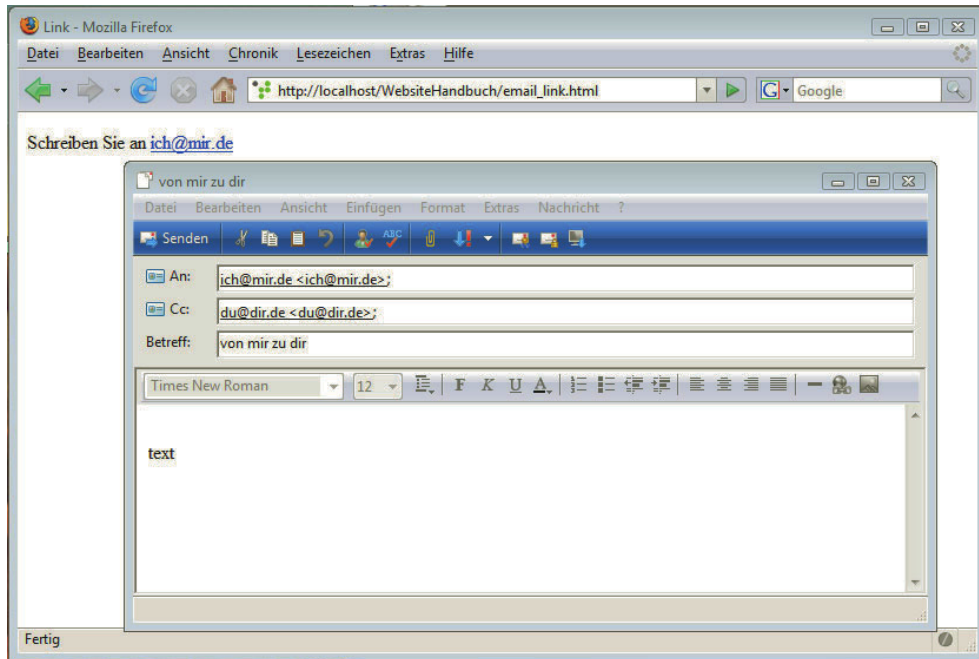 Link - Mozilla Firefox
Datei Bearbeiten Ansicht Chronik Lesezeichen Extras Hilfe
http://localhost/WebsiteHandbuch/email_link.html G Google
Schreiben Sie an ich@mir.de
von mir zu dir
Datei Bearbeiten Ansicht Einfügen Format Extras Nachricht ?
Senden ABC
An: ich@mir.de <ich@mir.de>;
Cc: du@dir.de <du@dir.de>;
Betreff: von mir zu dir
Times New Roman 12 F K U A
text
Fertig